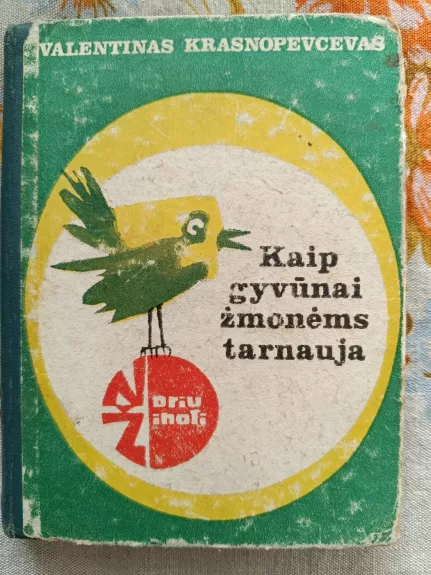 VALENTINAS KRASNOPEVCEVAS
Kaip
gyvūnai
žmonėms
tarnauja
Noriu
Žinoti